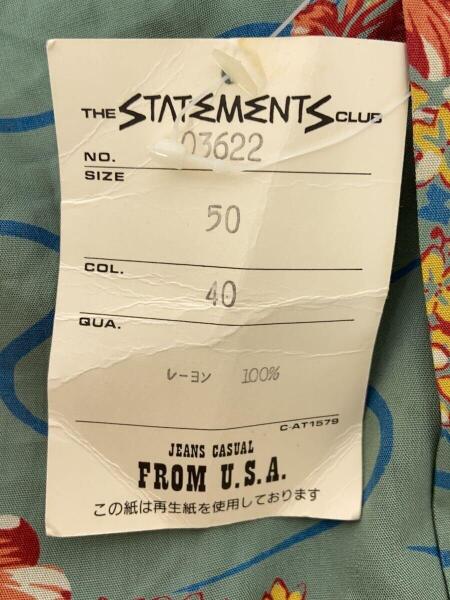 THE STATEMENTS CLUB
NO. 03622
SIZE
50
COL.
40
QUA.
レーヨン 100%
C-AT1579
JEANS CASUAL
FROM U.S.A.
この紙は再生紙を使用しております